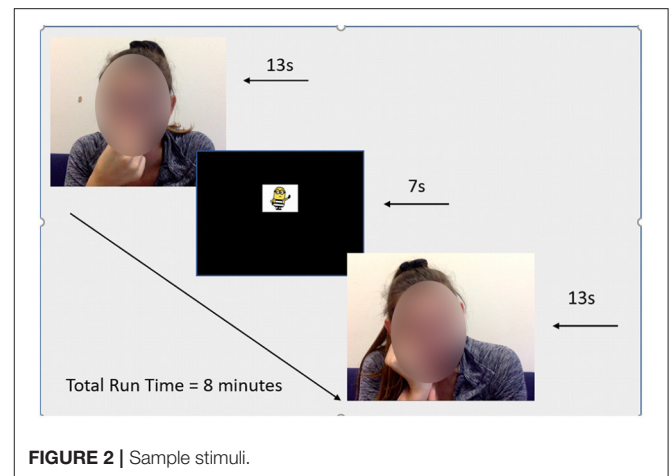 13s
7s
13s
Total Run Time = 8 minutes
FIGURE 2 | Sample stimuli.